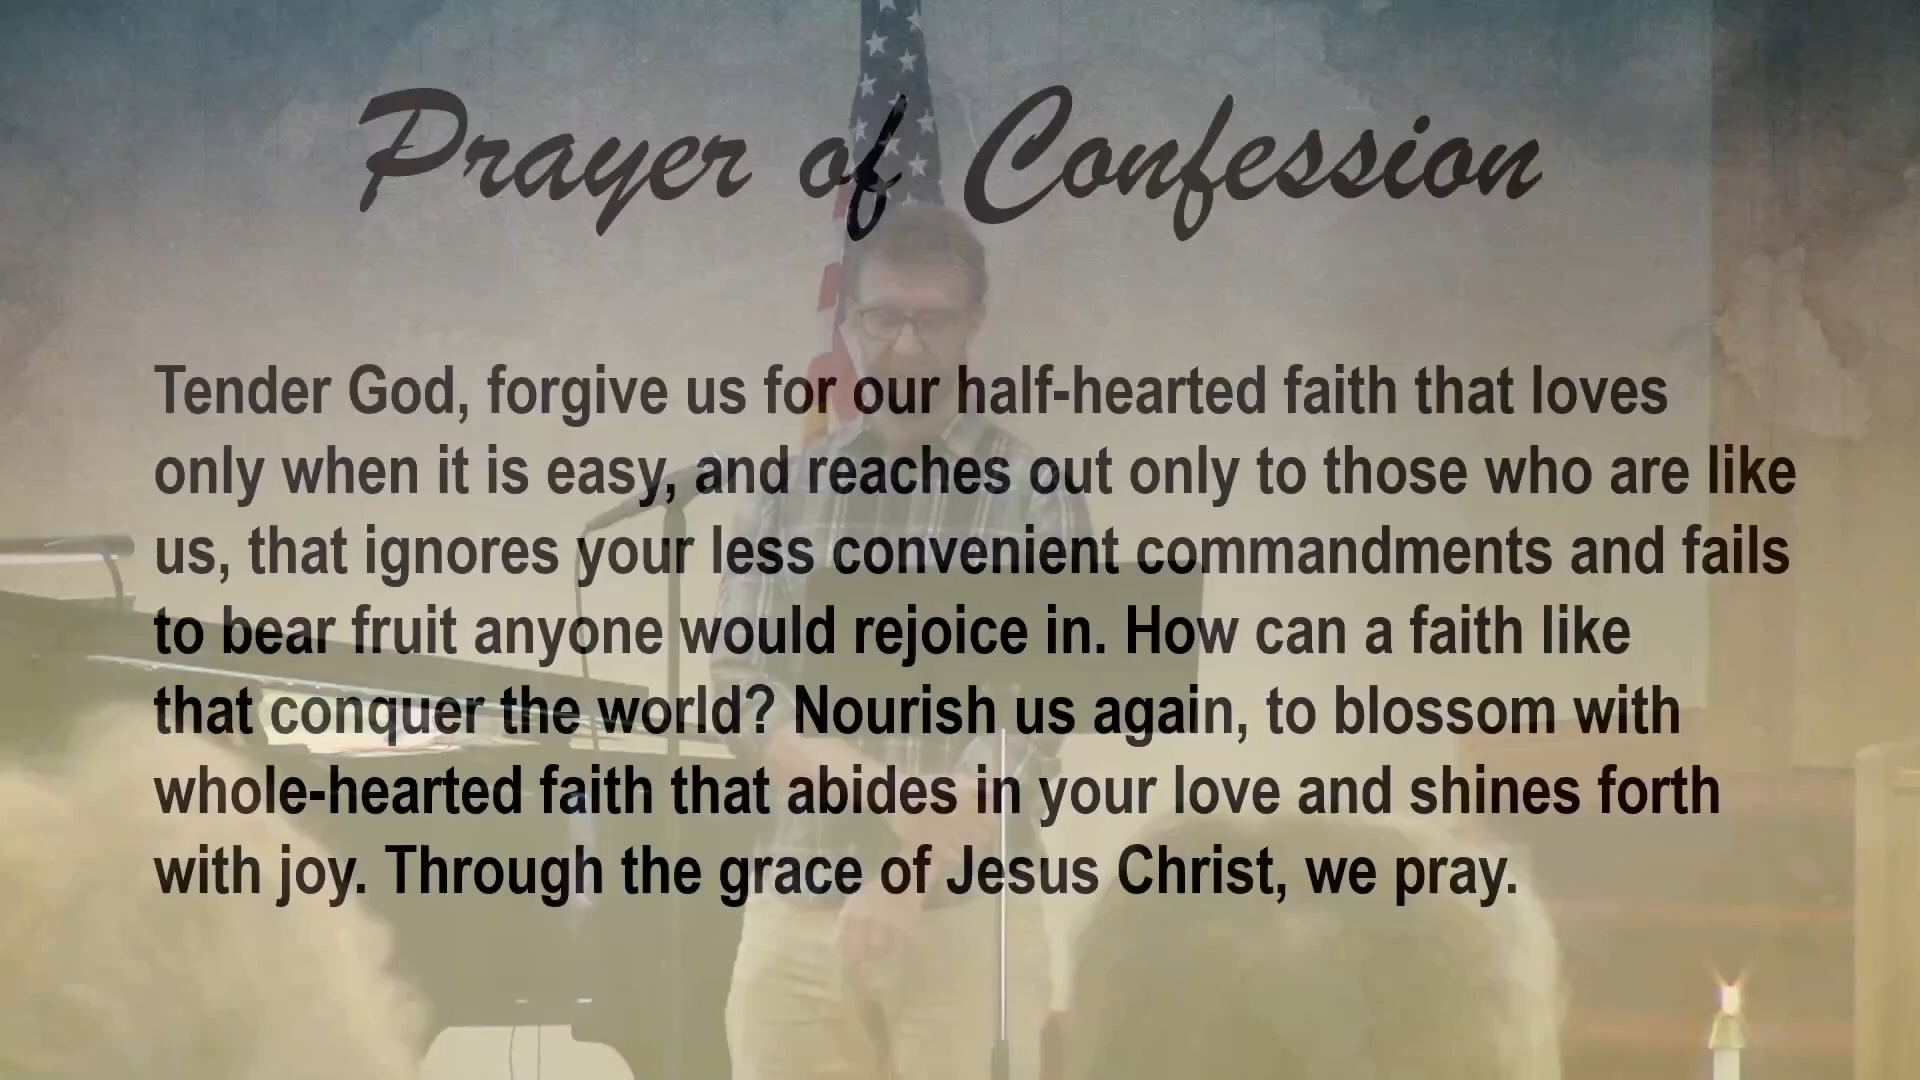 Prayer of Confession
Tender God, forgive us for our half-hearted faith that loves
only when it is easy, and reaches out only to those who are like
us, that ignores your less convenient commandments and fails
to bear fruit anyone would rejoice in. How can a faith like
that conquer the world? Nourish us again, to blossom with
whole-hearted faith that abides in your love and shines forth
with joy. Through the grace of Jesus Christ, we pray.